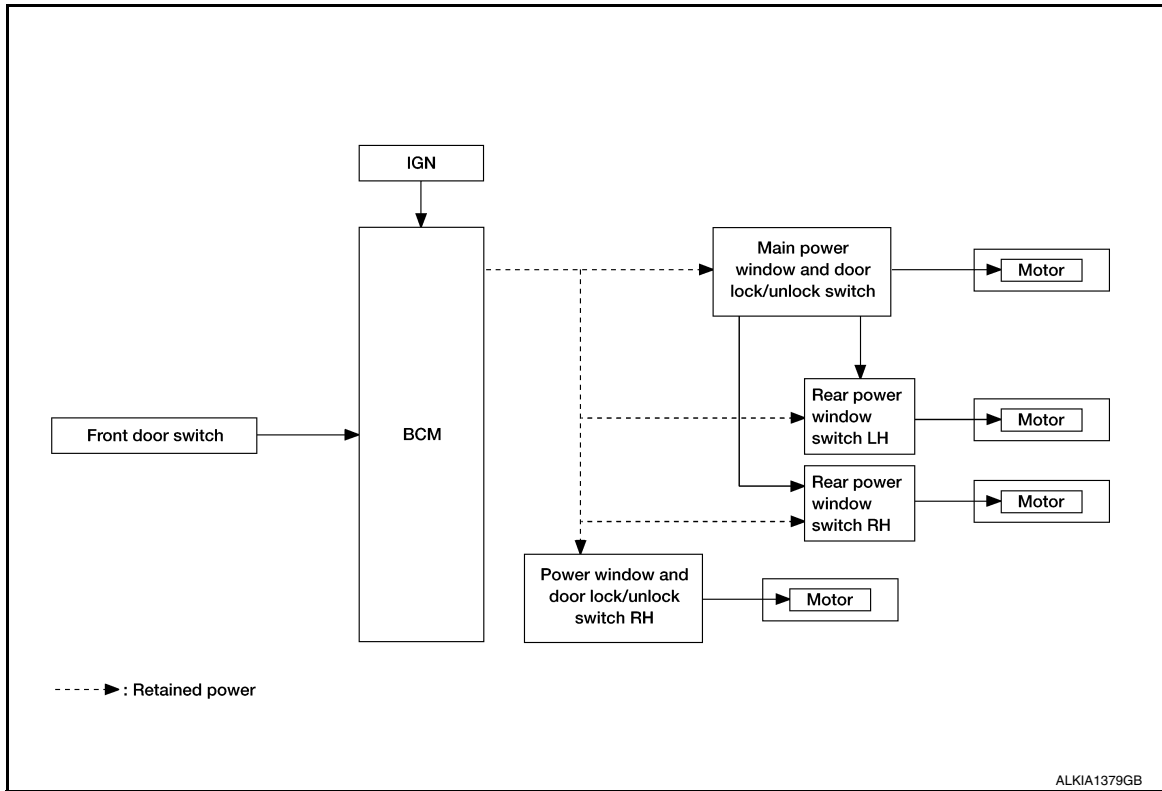 IGN
BCM
Front door switch
Main power
window and door
lock/unlock switch
Motor
Rear power
window
switch LH
Motor
Rear power
window
switch RH
Motor
Power window and
door lock/unlock
switch RH
Motor
: Retained power
ALKIA1379GB